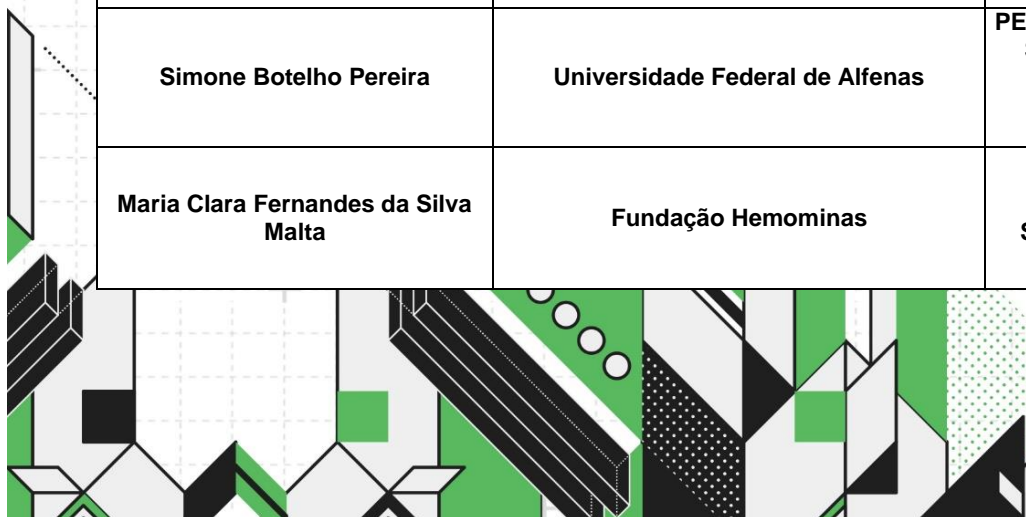 Simone Botelho Pereira
Universidade Federal de Alfenas
PE
Maria Clara Fernandes da Silva
Malta
Fundação Hemominas